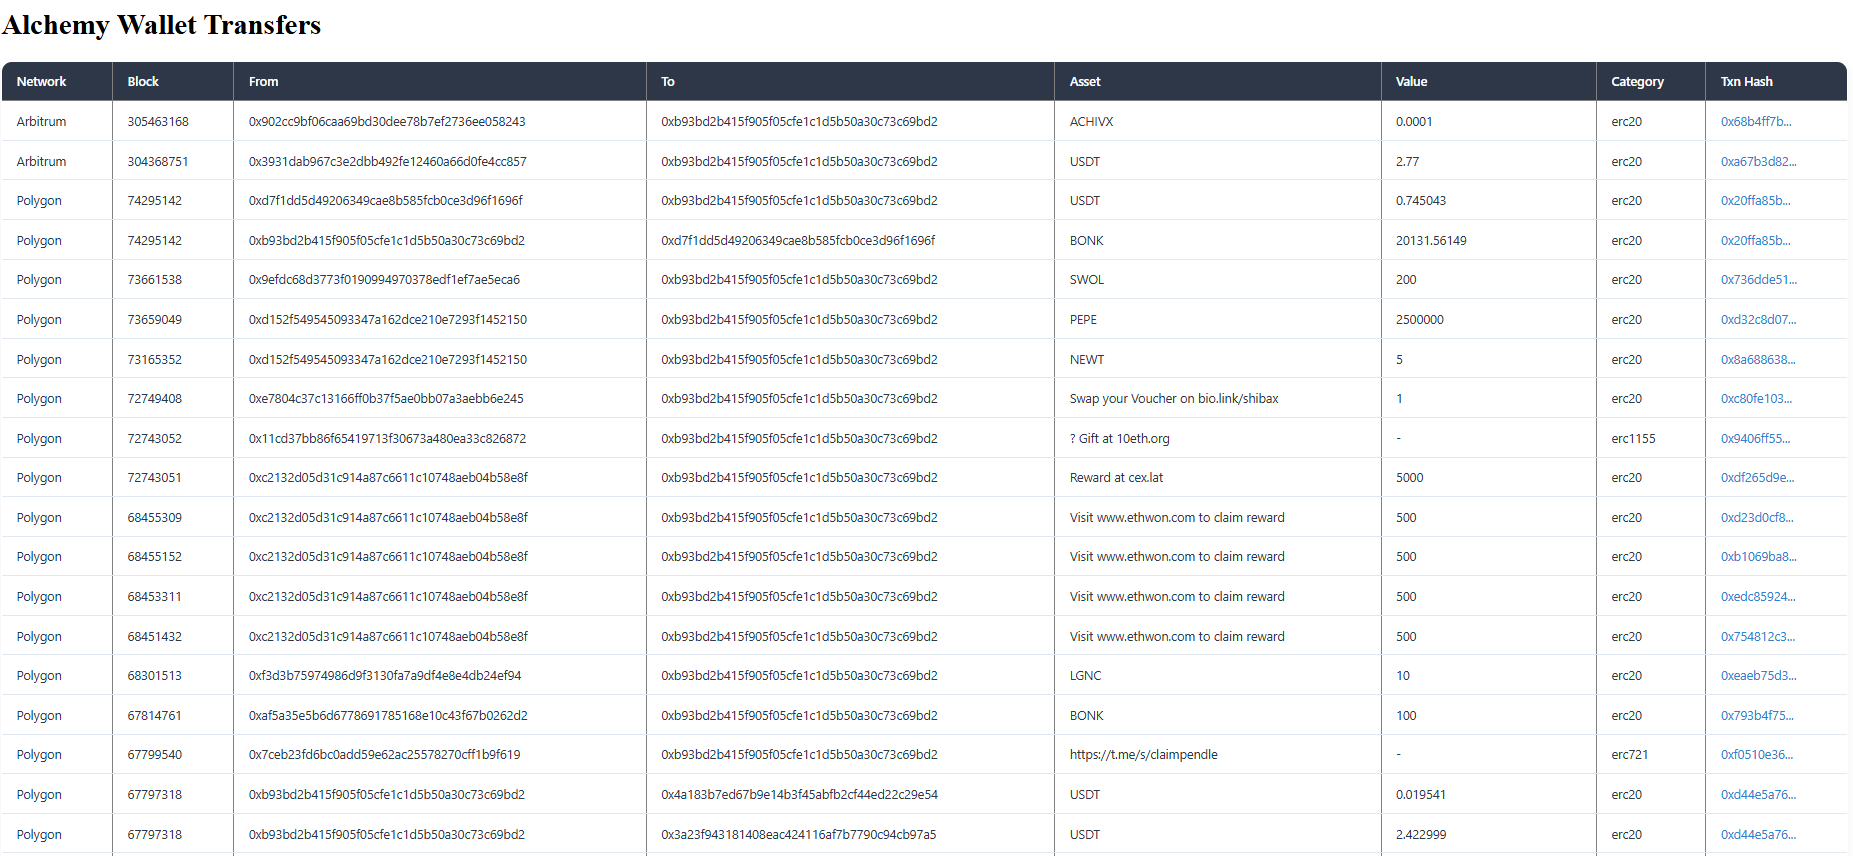 Alchemy Wallet Transfers
Network Block From To Asset Value Category Txn Hash
Arbitrum 305463168 0x902cc9bf06caa69bd30dee78b7ef2736ee058243 0xb93bd2b415f905f05cfe1c1d5b50a30c73c69bd2 ACHIVX 0.0001 erc20 0x68b4ff7b...
Arbitrum 304368751 0x3931dab967c3e2dbb492fe12460a66d0fe4cc857 0xb93bd2b415f905f05cfe1c1d5b50a30c73c69bd2 USDT 2.77 erc20 0xa67b3d82...
Polygon 74295142 0xd7f1dd5d49206349cae8b585fcb0ce3d96f1696f 0xb93bd2b415f905f05cfe1c1d5b50a30c73c69bd2 USDT 0.745043 erc20 0x20ffa85b...
Polygon 74295142 0xb93bd2b415f905f05cfe1c1d5b50a30c73c69bd2 0xd7f1dd5d49206349cae8b585fcb0ce3d96f1696f BONK 20131.56149 erc20 0x20ffa85b...
Polygon 73661538 0x9efdc68d3773f0190994970378edf1ef7ae5eca6 0xb93bd2b415f905f05cfe1c1d5b50a30c73c69bd2 SWOL 200 erc20 0x736dde51...
Polygon 73659049 0xd152f549545093347a162dce210e7293f1452150 0xb93bd2b415f905f05cfe1c1d5b50a30c73c69bd2 PEPE 2500000 erc20 0xd32c8d07...
Polygon 73165352 0xd152f549545093347a162dce210e7293f1452150 0xb93bd2b415f905f05cfe1c1d5b50a30c73c69bd2 NEWT 5 erc20 0x8a688638...
Polygon 72749408 0xe7804c37c13166ff0b37f5ae0bb07a3aebb6e245 0xb93bd2b415f905f05cfe1c1d5b50a30c73c69bd2 Swap your Voucher on bio.link/shibax 1 erc20 0xc80fe103...
Polygon 72743052 0x11cd37bb86f65419713f30673a480ea33c826872 0xb93bd2b415f905f05cfe1c1d5b50a30c73c69bd2 ? Gift at 10eth.org - erc1155 0x9406ff55...
Polygon 72743051 0xc2132d05d31c914a87c6611c10748aeb04b58e8f 0xb93bd2b415f905f05cfe1c1d5b50a30c73c69bd2 Reward at cex.lat 5000 erc20 0xdf265d9e...
Polygon 68455309 0xc2132d05d31c914a87c6611c10748aeb04b58e8f 0xb93bd2b415f905f05cfe1c1d5b50a30c73c69bd2 Visit www.ethwon.com to claim reward 500 erc20 0xd23d0cf8...
Polygon 68455152 0xc2132d05d31c914a87c6611c10748aeb04b58e8f 0xb93bd2b415f905f05cfe1c1d5b50a30c73c69bd2 Visit www.ethwon.com to claim reward 500 erc20 0xb1069ba8...
Polygon 68453311 0xc2132d05d31c914a87c6611c10748aeb04b58e8f 0xb93bd2b415f905f05cfe1c1d5b50a30c73c69bd2 Visit www.ethwon.com to claim reward 500 erc20 0xedc85924...
Polygon 68451432 0xc2132d05d31c914a87c6611c10748aeb04b58e8f 0xb93bd2b415f905f05cfe1c1d5b50a30c73c69bd2 Visit www.ethwon.com to claim reward 500 erc20 0x754812c3...
Polygon 68301513 0xf3d3b75974986d9f3130fa7a9df4e8e4db24ef94 0xb93bd2b415f905f05cfe1c1d5b50a30c73c69bd2 LGNC 10 erc20 0xeaeb75d3...
Polygon 67814761 0xaf5a35e5b6d6778691785168e10c43f67b0262d2 0xb93bd2b415f905f05cfe1c1d5b50a30c73c69bd2 BONK 100 erc20 0x793b4f75...
Polygon 67799540 0x7ceb23fd6bc0add59e62ac25578270cff1b9f619 0xb93bd2b415f905f05cfe1c1d5b50a30c73c69bd2 https://t.me/s/claimpendle - erc721 0xf0510e36...
Polygon 67797318 0xb93bd2b415f905f05cfe1c1d5b50a30c73c69bd2 0x4a183b7ed67b9e14b3f45abfb2cf44ed22c29e54 USDT 0.019541 erc20 0xd44e5a76...
Polygon 67797318 0xb93bd2b415f905f05cfe1c1d5b50a30c73c69bd2 0x3a23f943181408eac424116af7b7790c94cb97a5 USDT 2.422999 erc20 0xd44e5a76...